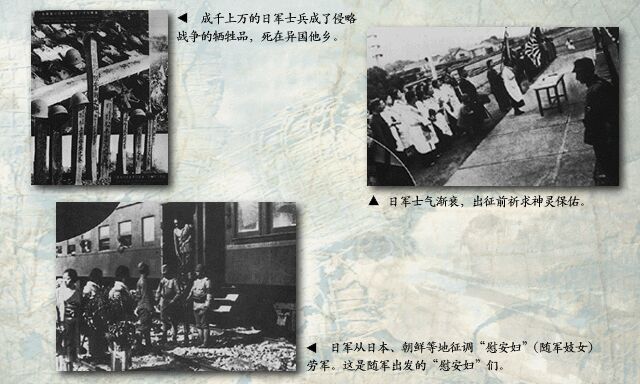 ◀ 成千上万的日军士兵成了侵略
战争的牺牲品，死在异国他乡。
▲ 日军士气渐衰，出征前祈求神灵保佑。
◀ 日军从日本、朝鲜等地征调“慰安妇”（随军妓女）
劳军。这是随军出发的“慰安妇”们。